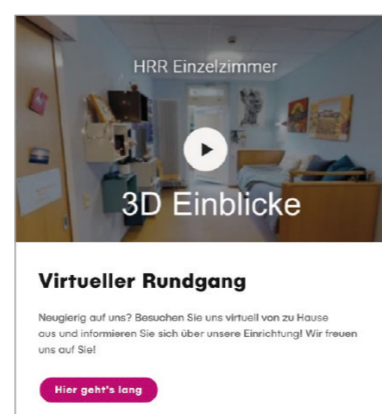 HRR Einzelzimmer
3D Einblicke
Virtueller Rundgang
Neugierig auf uns? Besuchen Sie uns virtuell von zu Hause
aus und informieren Sie sich über unsere Einrichtung! Wir freuen
uns auf Sie!
Hier geht's lang